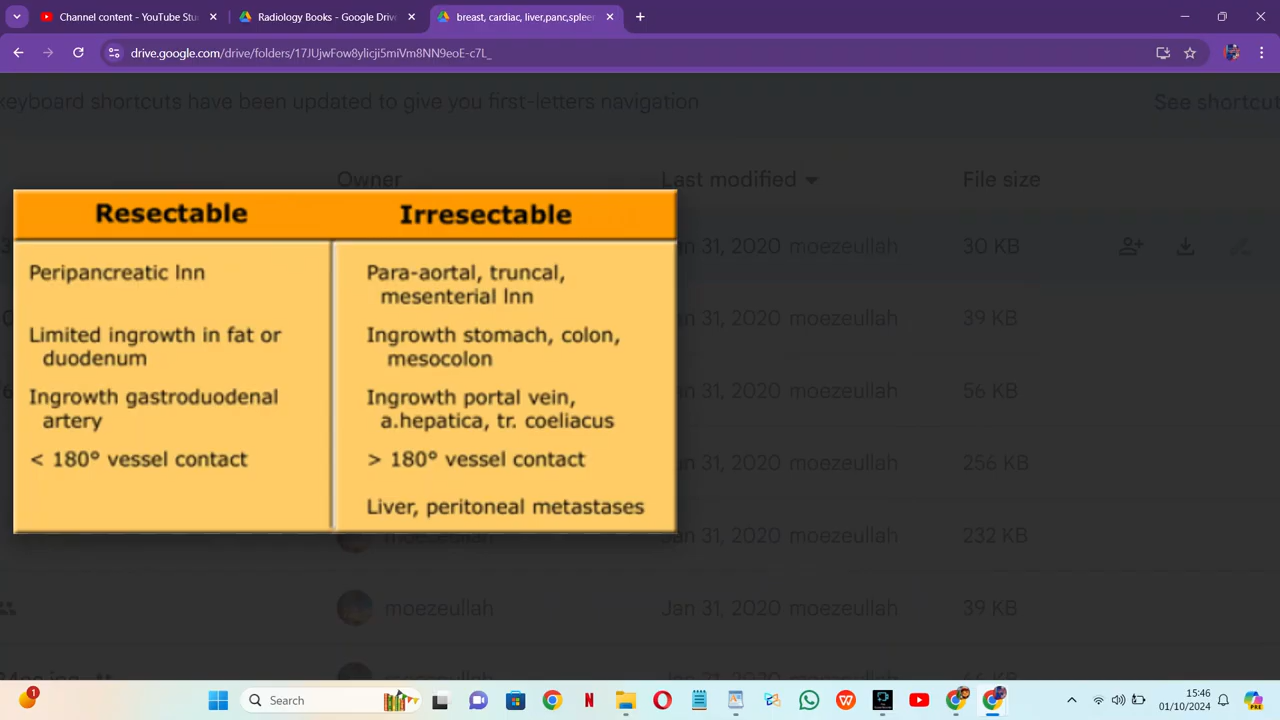 Channel content - YouTube Stu
Radiology Books - Google Drive
breast, cardiac, liver,panc,spleen
drive.google.com/drive/folders/17JUjwFow8ylicji5miVm8NN9eoE-c7L_
keyboard shortcuts have been updated to give you first-letters navigation
See shortcut
Owner
Last modified
File size
Resectable
Irresectable
Peripancreatic lnn
Para-aortal, truncal,
mesenterial lnn
Limited ingrowth in fat or
duodenum
Ingrowth stomach, colon,
mesocolon
Ingrowth gastroduodenal
artery
Ingrowth portal vein,
a.hepatica, tr. coeliacus
< 180° vessel contact
> 180° vessel contact
Liver, peritoneal metastases
Jan 31, 2020 moezeullah
30 KB
Jan 31, 2020 moezeullah
39 KB
Jan 31, 2020 moezeullah
56 KB
Jan 31, 2020 moezeullah
256 KB
moezeullah
Jan 31, 2020 moezeullah
232 KB
moezeullah
Jan 31, 2020 moezeullah
39 KB
1
Search
15:46
01/10/2024
PRE